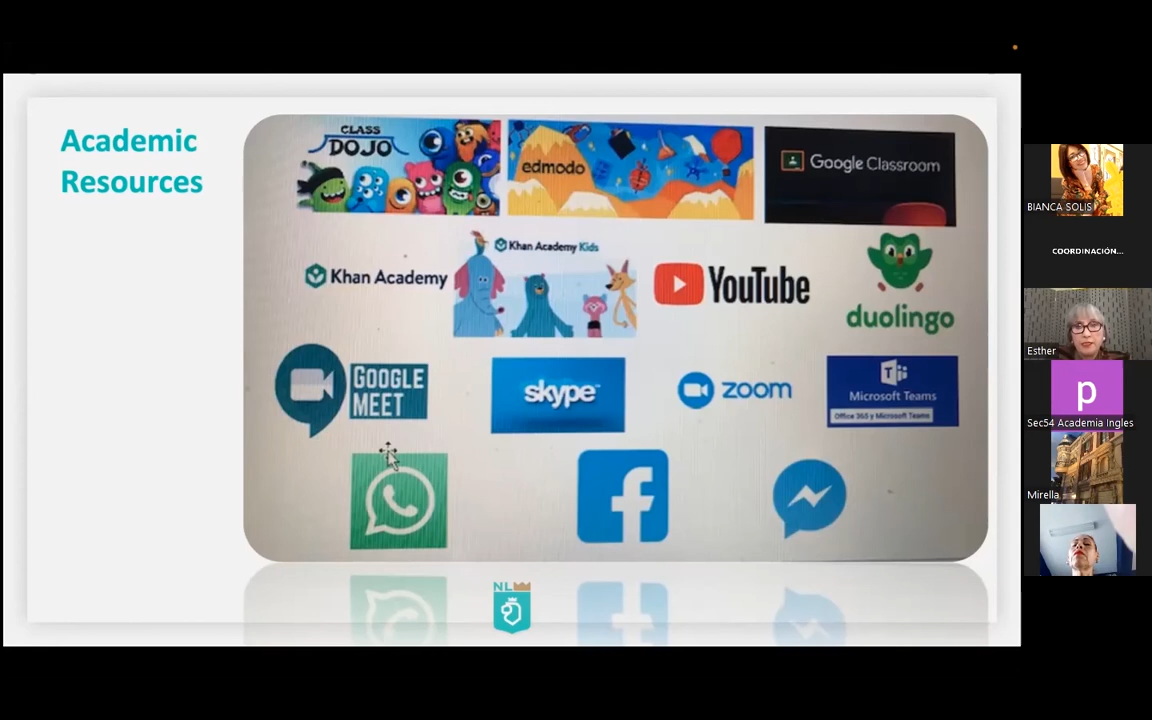 Academic
Resources
CLASS
DOJO
edmodo
Google Classroom
Khan Academy
Khan Academy Kids
YouTube
duolingo
GOOGLE
MEET
skype™
zoom
T
Microsoft Teams
Office 365 y Microsoft Teams
f
NL
BIANCA SOLIS
COORDINACIÓN...
Esther
p
Sec54 Academia Ingles
Mirella